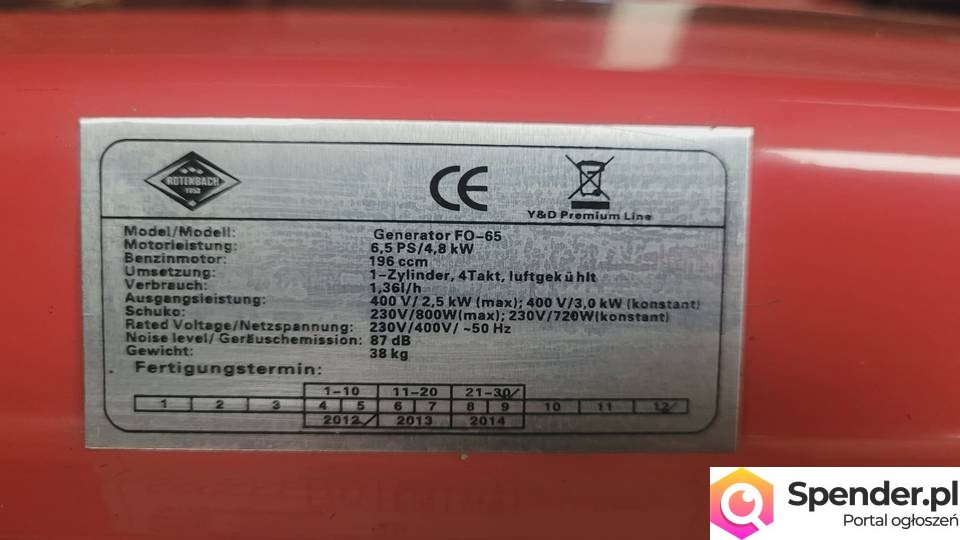 ROTENBACH
1053
CE
Y&D Premium Line
Model/Modell: Generator FO-65
Motorleistung: 6,5 PS/4,8 kW
Benzinmotor: 196 ccm
Umsetzung: 1-Zylinder, 4Takt, luftgekühlt
Verbrauch: 1,36l/h
Ausgangsleistung: 400 V/ 2,5 kW (max); 400 V/3,0 kW (konstant)
Schuko: 230V/800W(max); 230V/720W(konstant)
Rated Voltage/Netzspannung: 230V/400V/ ~50 Hz
Noise level/ Geräuschemission: 87 dB
Gewicht: 38 kg
Fertigungstermin:
1-10 11-20 21-30
1 2 3 4 5 6 7 8 9 10 11 12
2012 2013 2014
Spender.pl
Portal ogłoszeń